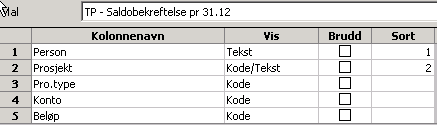 Mal TP - Saldobekreftelse pr 31.12
Kolonnenavn Vis Brudd Sort
1 Person Tekst 1
2 Prosjekt Kode/Tekst 2
3 Pro.type Kode
4 Konto Kode
5 Beløp Kode